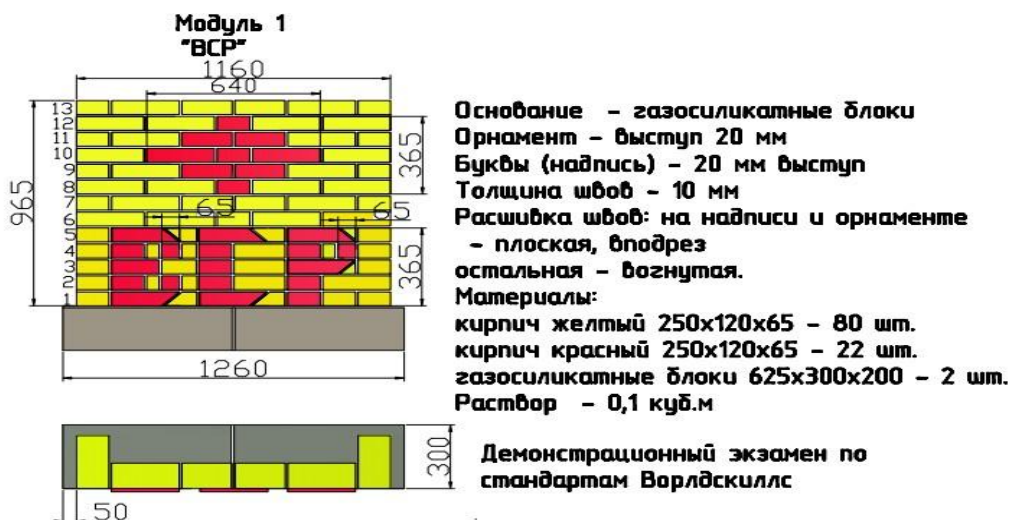 Модуль 1
"ВСР"
1160
640
13
12
11
10
9
8
7
6
5
4
3
2
1
965
365
65
65
365
1260
300
50
Основание – газосиликатные блоки
Орнамент – выступ 20 мм
Буквы (надпись) – 20 мм выступ
Толщина швов – 10 мм
Расшивка швов: на надписи и орнаменте
– плоская, вподрез
остальная – вогнутая.
Материалы:
кирпич желтый 250х120х65 – 80 шт.
кирпич красный 250х120х65 – 22 шт.
газосиликатные блоки 625х300х200 – 2 шт.
Раствор – 0,1 куб.м
Демонстрационный экзамен по
стандартам Ворлдскиллс